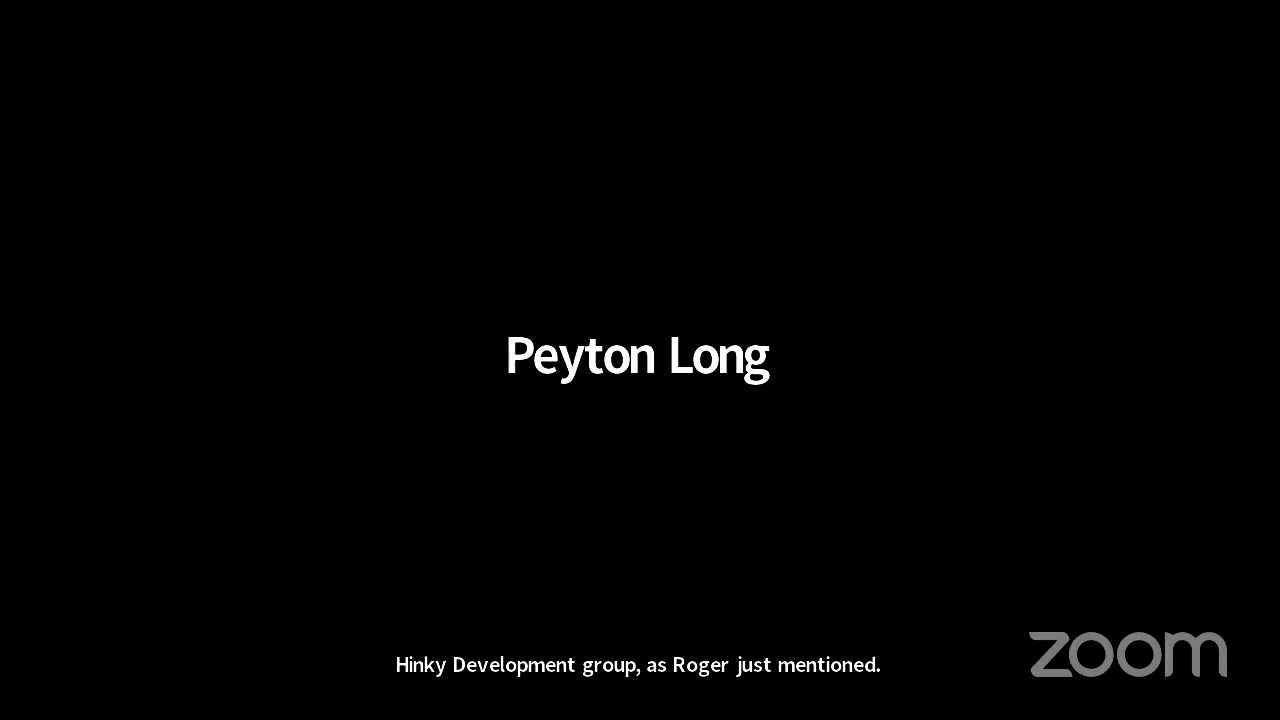 Peyton Long
Hinky Development group, as Roger just mentioned.
zoom